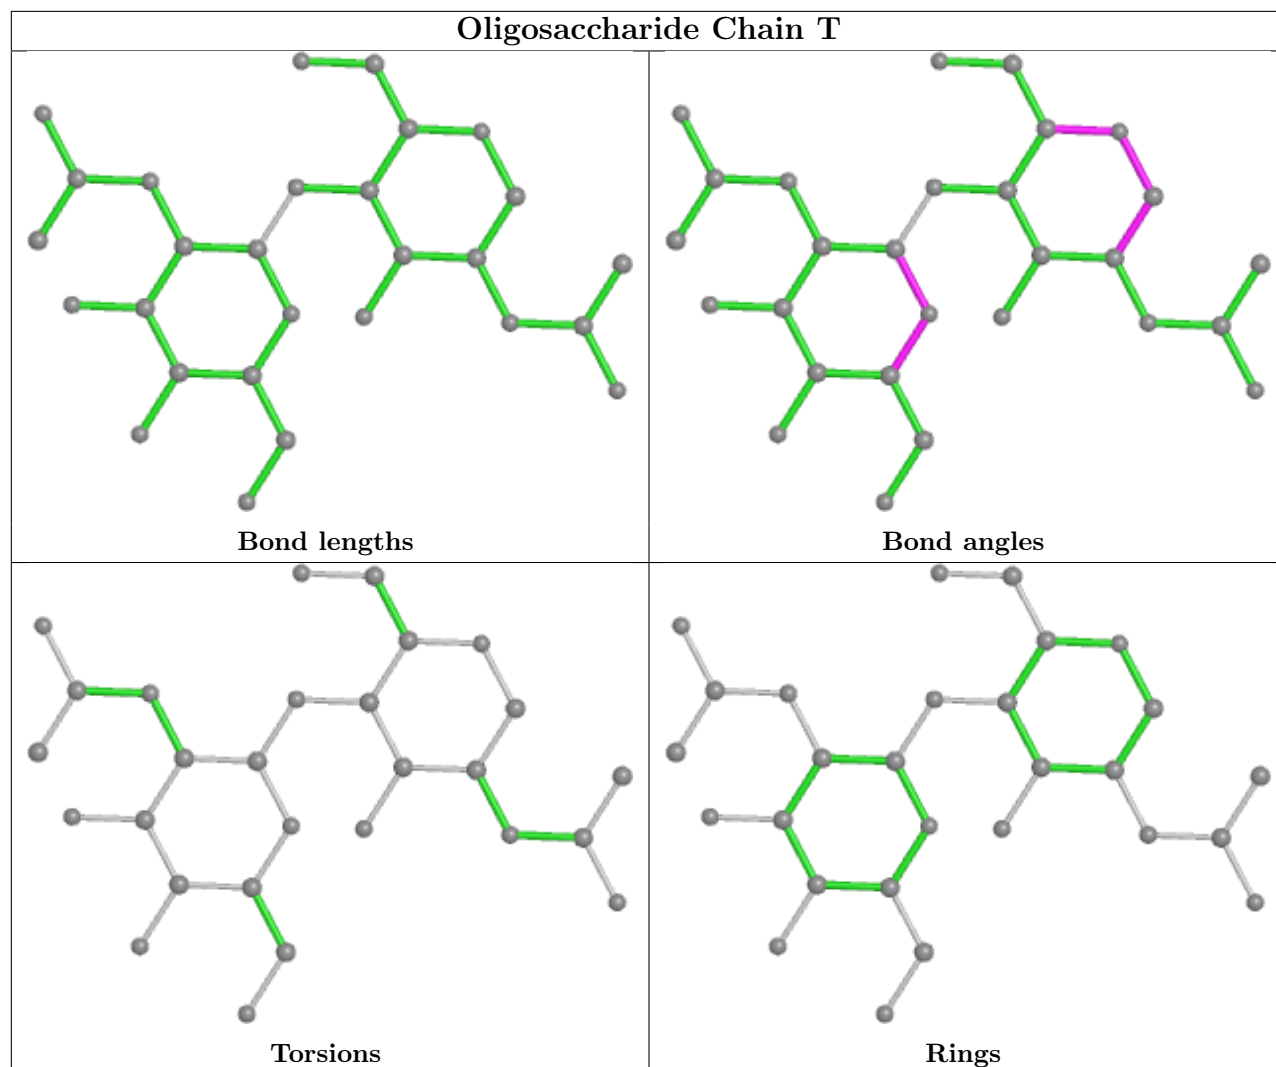 Oligosaccharide Chain T
Bond lengths
Bond angles
Torsions
Rings